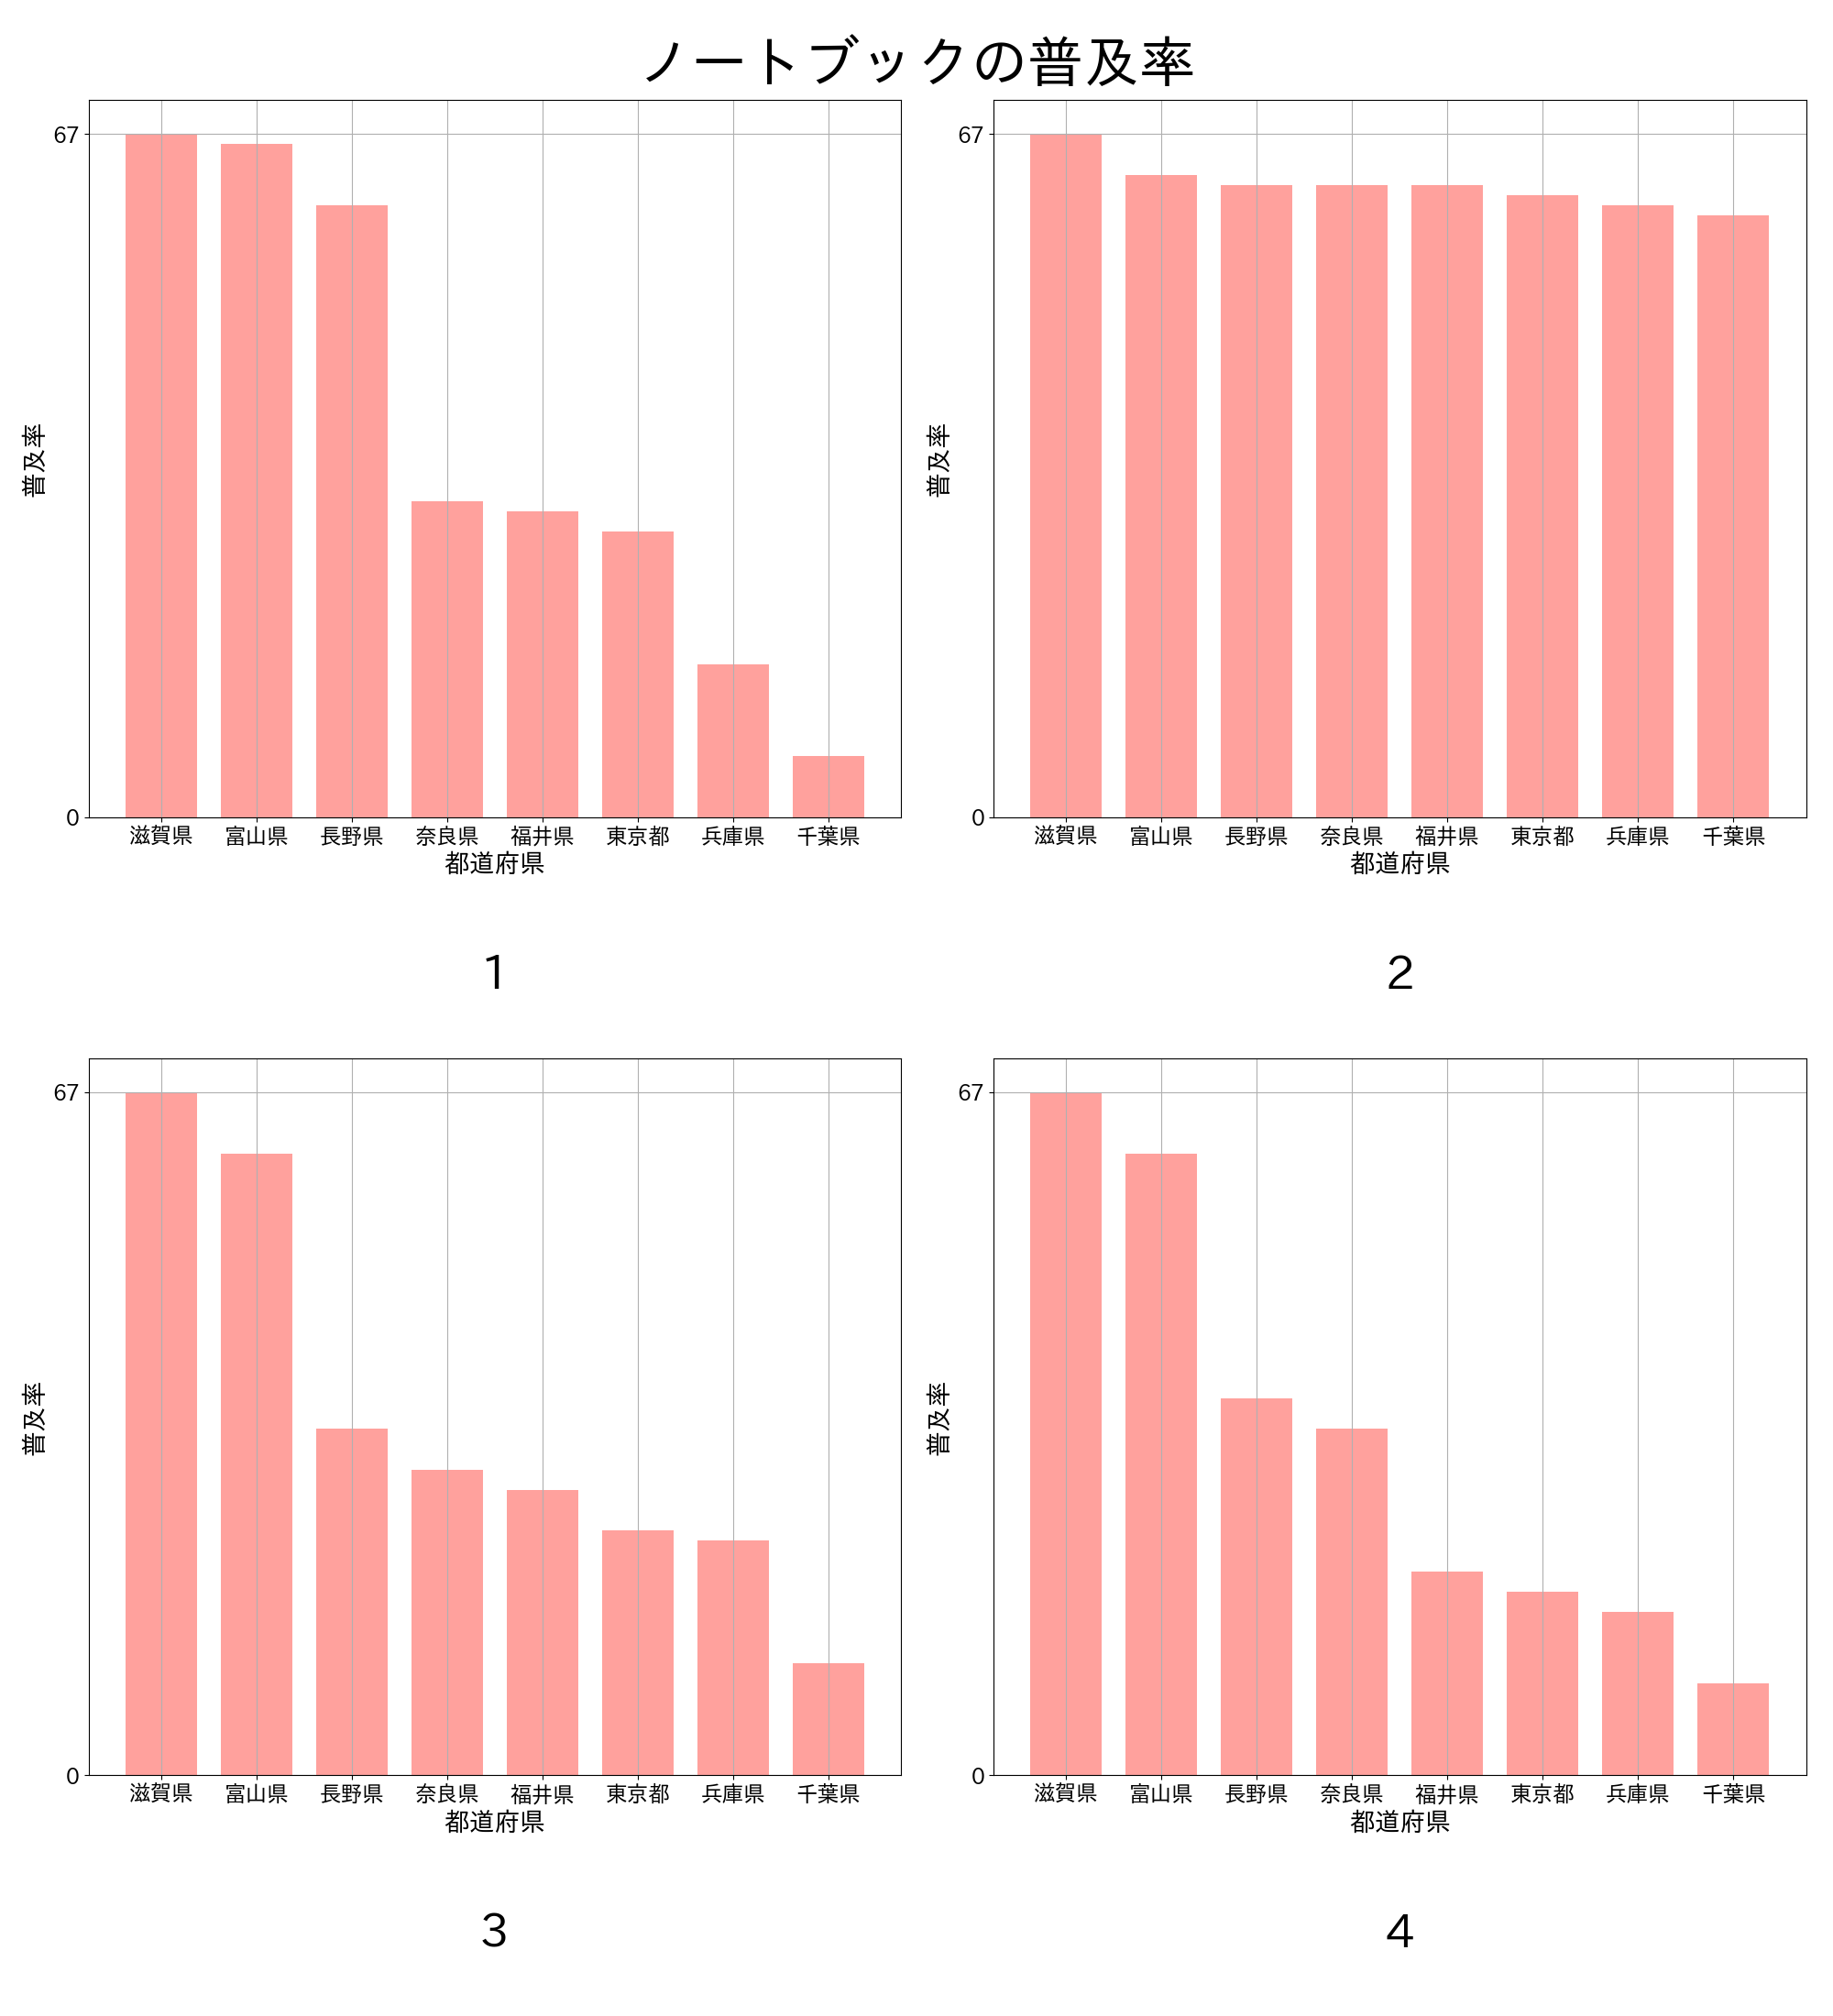 ノートブックの普及率
67
0
普及率
滋賀県 富山県 長野県 奈良県 福井県 東京都 兵庫県 千葉県
都道府県
1
67
0
普及率
滋賀県 富山県 長野県 奈良県 福井県 東京都 兵庫県 千葉県
都道府県
2
67
0
普及率
滋賀県 富山県 長野県 奈良県 福井県 東京都 兵庫県 千葉県
都道府県
3
67
0
普及率
滋賀県 富山県 長野県 奈良県 福井県 東京都 兵庫県 千葉県
都道府県
4